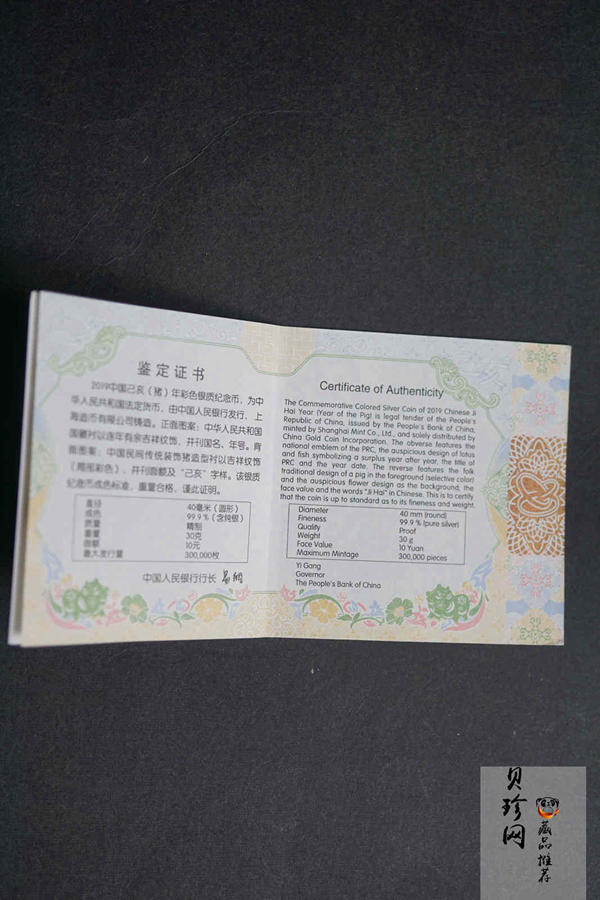 鉴定证书
2019中国己亥（猪）年彩色银质纪念币，为中
华人民共和国法定货币，由中国人民银行发行，上
海造币有限公司铸造。正面图案：中华人民共和国
国徽衬以连年有余吉祥纹饰，并刊国名、年号。背
面图案：中国民间传统装饰猪造型衬以吉祥纹饰
（局部彩色），并刊面额及“己亥”字样。该银质
纪念币成色标准，重量合格，谨此证明。
直径 40毫米（圆形）
成色 99.9%（含纯银）
质量 精制
重量 30克
面额 10元
最大发行量 300,000枚
中国人民银行行长
Certificate of Authenticity
The Commemorative Colored Silver Coin of 2019 Chinese Ji
Hai Year (Year of the Pig) is legal tender of the People's
Republic of China, issued by the People's Bank of China,
minted by Shanghai Mint Co., Ltd., and solely distributed by
China Gold Coin Incorporation. The obverse features the
national emblem of the PRC, the auspicious design of lotus
and fish symbolizing a surplus year after year, the title of
PRC and the year date. The reverse features the folk
traditional design of a pig in the foreground (selective color)
and the auspicious flower design as the background, the
face value and the words "Ji Hai" in Chinese. This is to certify
that the coin is up to standard as to its fineness and weight.
Diameter 40 mm (round)
Fineness 99.9 % (pure silver)
Quality Proof
Weight 30 g
Face Value 10 Yuan
Maximum Mintage 300,000 pieces
Yi Gang
Governor
The People's Bank of China
贝珍网
藏品推荐